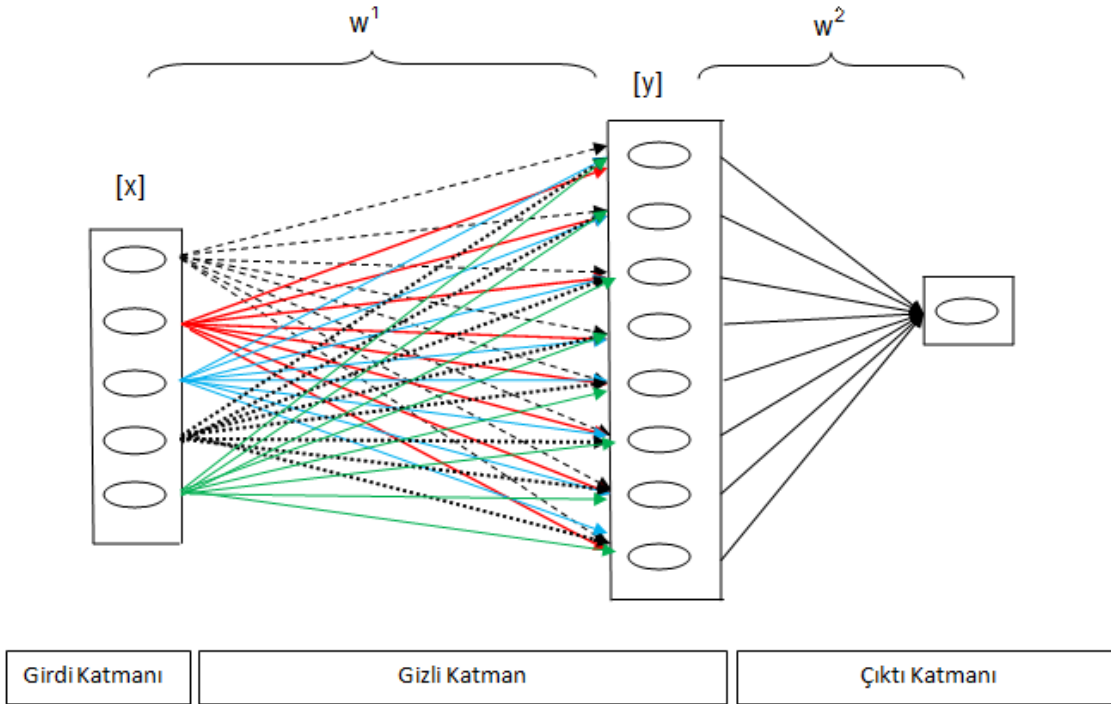 w¹
w²
[y]
[x]
Girdi Katmanı
Gizli Katman
Çıktı Katmanı